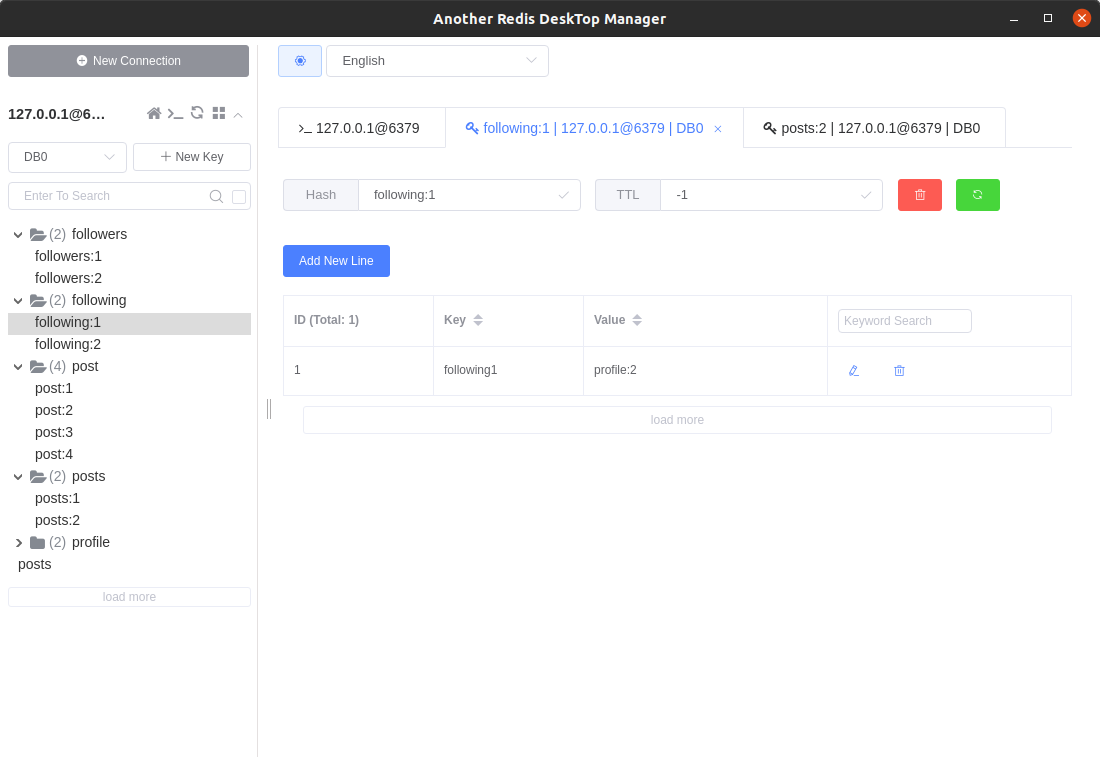 Another Redis DeskTop Manager
New Connection
English
127.0.0.1@6...
>_ 127.0.0.1@6379
following:1 | 127.0.0.1@6379 | DB0
posts:2 | 127.0.0.1@6379 | DB0
DB0
New Key
Enter To Search
Hash
following:1
TTL
-1
(2) followers
followers:1
followers:2
(2) following
following:1
following:2
(4) post
post:1
post:2
post:3
post:4
(2) posts
posts:1
posts:2
(2) profile
posts
load more
Add New Line
ID (Total: 1)
Key
Value
Keyword Search
1
following1
profile:2
load more